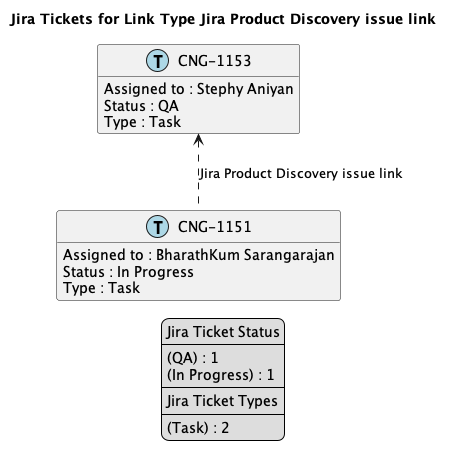 Jira Tickets for Link Type Jira Product Discovery issue link
T CNG-1153
Assigned to : Stephy Aniyan
Status : QA
Type : Task
Jira Product Discovery issue link
T CNG-1151
Assigned to : BharathKum Sarangarajan
Status : In Progress
Type : Task
Jira Ticket Status
(QA) : 1
(In Progress) : 1
Jira Ticket Types
(Task) : 2